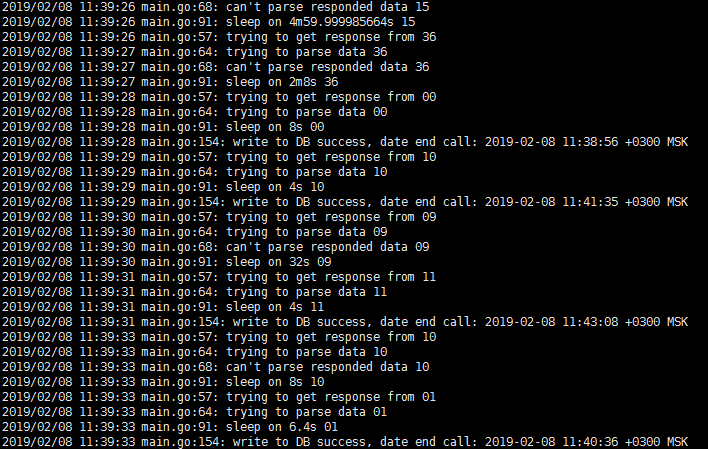 2019/02/08 11:39:26 main.go:68: can't parse responded data 15
2019/02/08 11:39:26 main.go:91: sleep on 4m59.999985664s 15
2019/02/08 11:39:26 main.go:57: trying to get response from 36
2019/02/08 11:39:27 main.go:64: trying to parse data 36
2019/02/08 11:39:27 main.go:68: can't parse responded data 36
2019/02/08 11:39:27 main.go:91: sleep on 2m8s 36
2019/02/08 11:39:28 main.go:57: trying to get response from 00
2019/02/08 11:39:28 main.go:64: trying to parse data 00
2019/02/08 11:39:28 main.go:91: sleep on 8s 00
2019/02/08 11:39:28 main.go:154: write to DB success, date end call: 2019-02-08 11:38:56 +0300 MSK
2019/02/08 11:39:29 main.go:57: trying to get response from 10
2019/02/08 11:39:29 main.go:64: trying to parse data 10
2019/02/08 11:39:29 main.go:91: sleep on 4s 10
2019/02/08 11:39:29 main.go:154: write to DB success, date end call: 2019-02-08 11:41:35 +0300 MSK
2019/02/08 11:39:30 main.go:57: trying to get response from 09
2019/02/08 11:39:30 main.go:64: trying to parse data 09
2019/02/08 11:39:30 main.go:68: can't parse responded data 09
2019/02/08 11:39:30 main.go:91: sleep on 32s 09
2019/02/08 11:39:31 main.go:57: trying to get response from 11
2019/02/08 11:39:31 main.go:64: trying to parse data 11
2019/02/08 11:39:31 main.go:91: sleep on 4s 11
2019/02/08 11:39:31 main.go:154: write to DB success, date end call: 2019-02-08 11:43:08 +0300 MSK
2019/02/08 11:39:33 main.go:57: trying to get response from 10
2019/02/08 11:39:33 main.go:64: trying to parse data 10
2019/02/08 11:39:33 main.go:68: can't parse responded data 10
2019/02/08 11:39:33 main.go:91: sleep on 8s 10
2019/02/08 11:39:33 main.go:57: trying to get response from 01
2019/02/08 11:39:33 main.go:64: trying to parse data 01
2019/02/08 11:39:33 main.go:91: sleep on 6.4s 01
2019/02/08 11:39:33 main.go:154: write to DB success, date end call: 2019-02-08 11:40:36 +0300 MSK